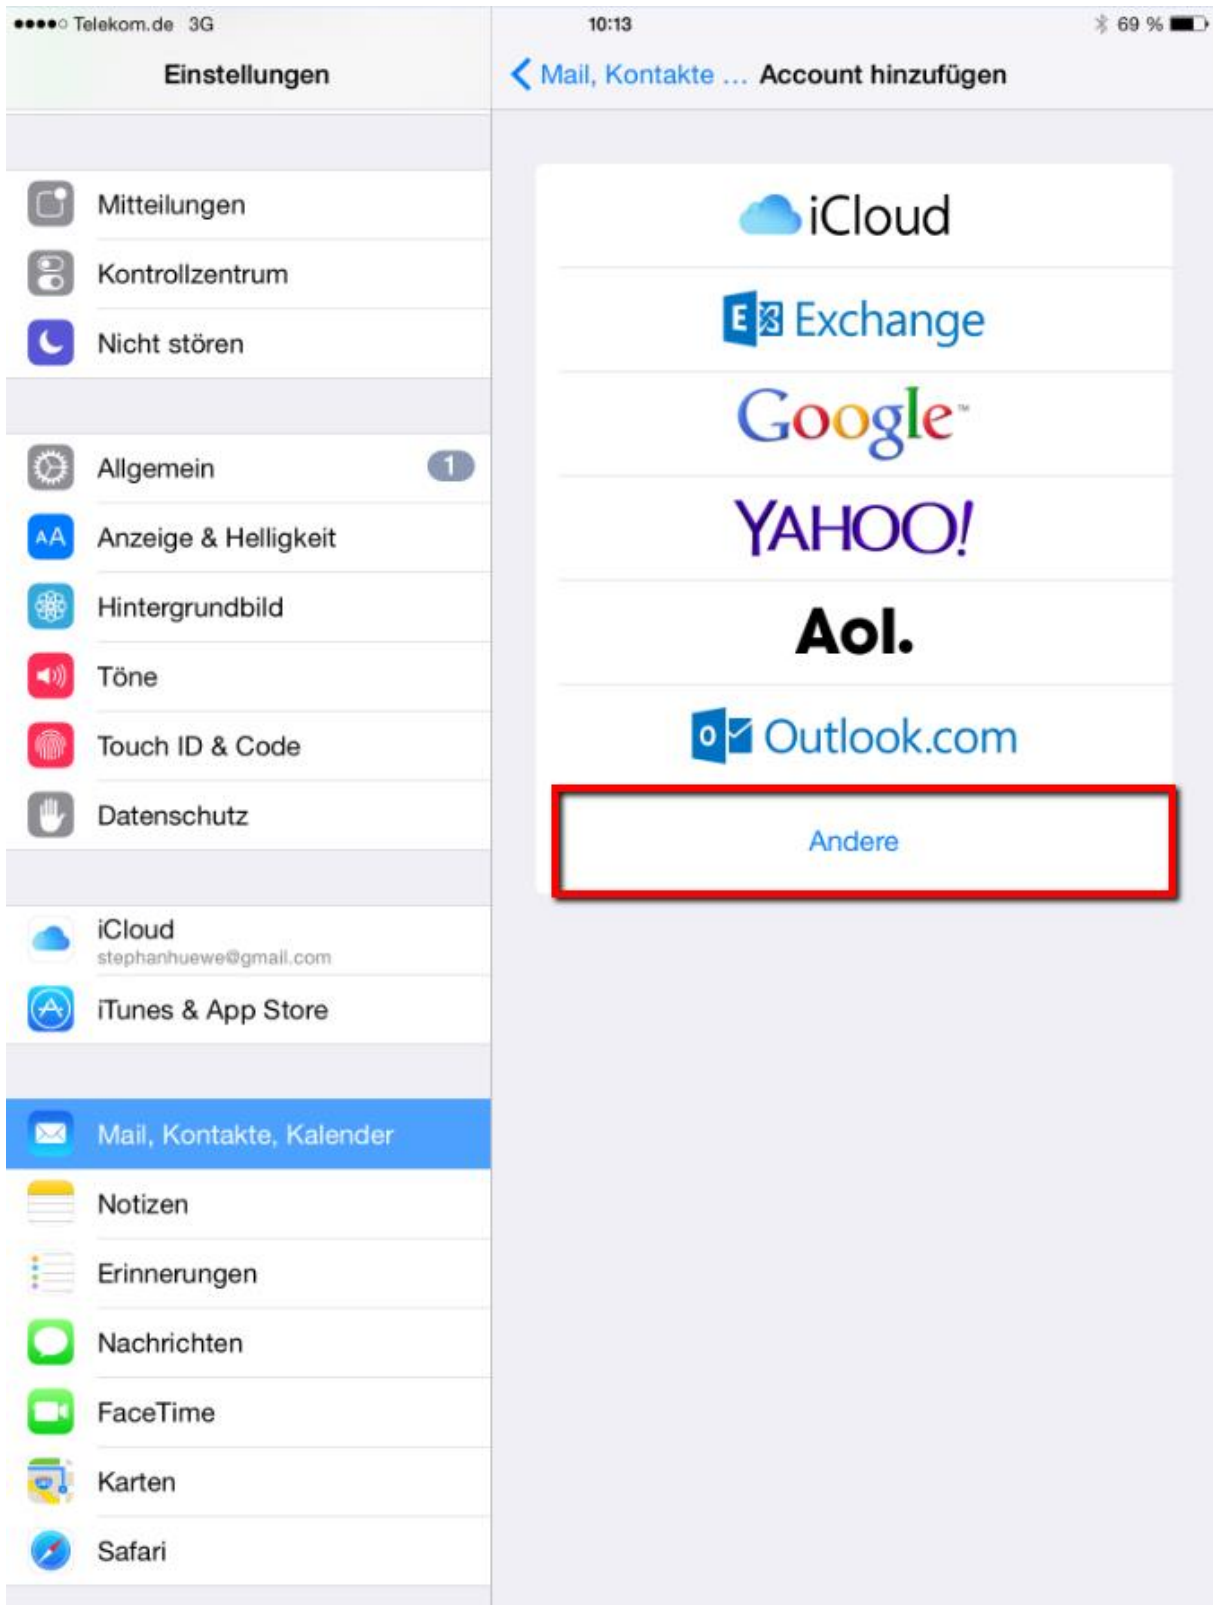 Telekom.de 3G 10:13 69 %
Einstellungen
Mail, Kontakte ... Account hinzufügen
Mitteilungen
Kontrollzentrum
Nicht stören
Allgemein 1
AA Anzeige & Helligkeit
Hintergrundbild
Töne
Touch ID & Code
Datenschutz
iCloud
stephanhuewe@gmail.com
iTunes & App Store
Mail, Kontakte, Kalender
Notizen
Erinnerungen
Nachrichten
FaceTime
Karten
Safari
iCloud
E Exchange
Google™
YAHOO!
Aol.
o Outlook.com
Andere